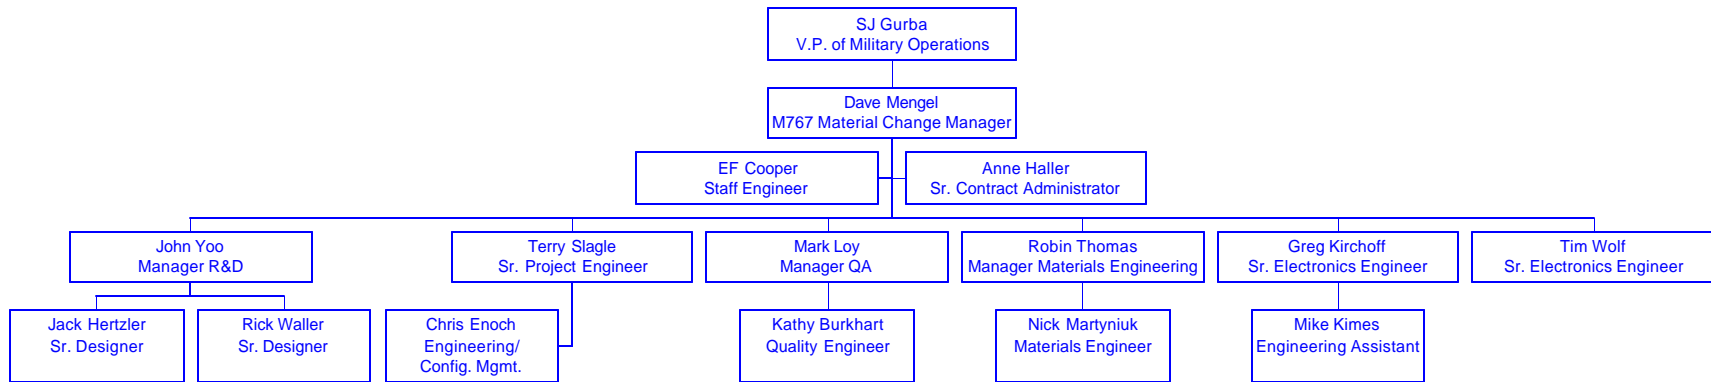 SJ Gurba
V.P. of Military Operations
Dave Mengel
M767 Material Change Manager
EF Cooper
Staff Engineer
Anne Haller
Sr. Contract Administrator
John Yoo
Manager R&D
Terry Slagle
Sr. Project Engineer
Mark Loy
Manager QA
Robin Thomas
Manager Materials Engineering
Greg Kirchoff
Sr. Electronics Engineer
Tim Wolf
Sr. Electronics Engineer
Jack Hertzler
Sr. Designer
Rick Waller
Sr. Designer
Chris Enoch
Engineering/
Config. Mgmt.
Kathy Burkhart
Quality Engineer
Nick Martyniuk
Materials Engineer
Mike Kimes
Engineering Assistant